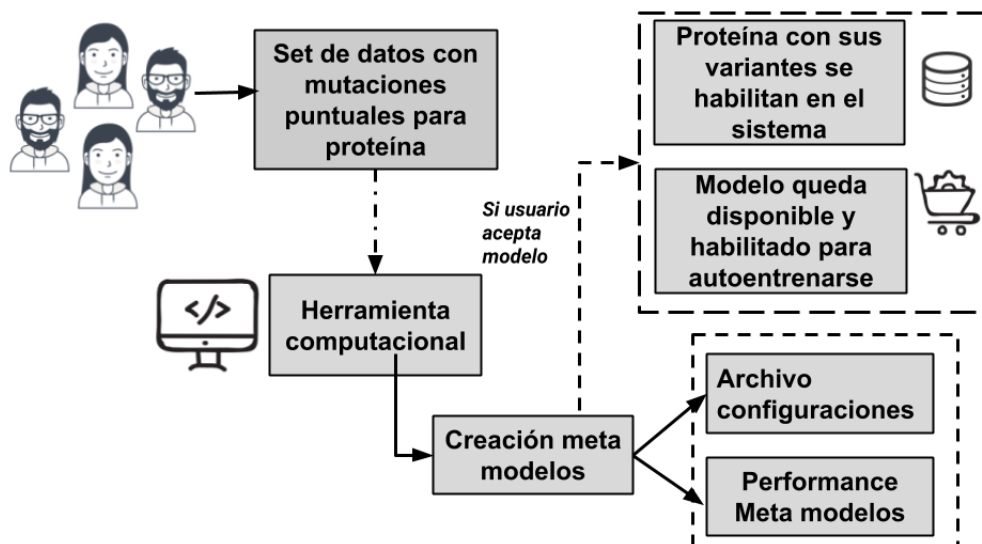 Set de datos con
mutaciones
puntuales para
proteína
Proteína con sus
variantes se
habilitan en el
sistema
Si usuario
acepta
modelo
Modelo queda
disponible y
habilitado para
autoentrenarse
</>
Herramienta
computacional
Creación meta
modelos
Archivo
configuraciones
Performance
Meta modelos